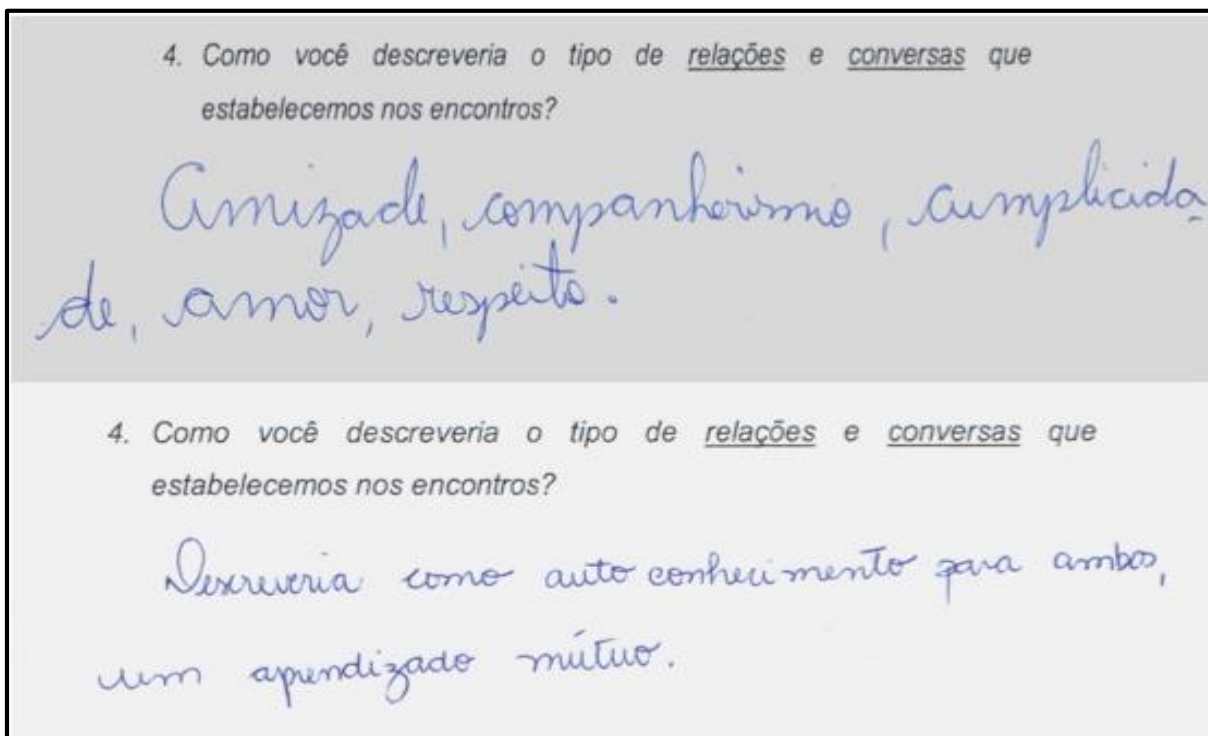 4. Como você descreveria o tipo de relações e conversas que
estabelecemos nos encontros?
Amizade, companheirismo, cumplicida
de, amor, respeito.
4. Como você descreveria o tipo de relações e conversas que
estabelecemos nos encontros?
Descreveria como auto conhecimento para ambos,
um aprendizado mútuo.